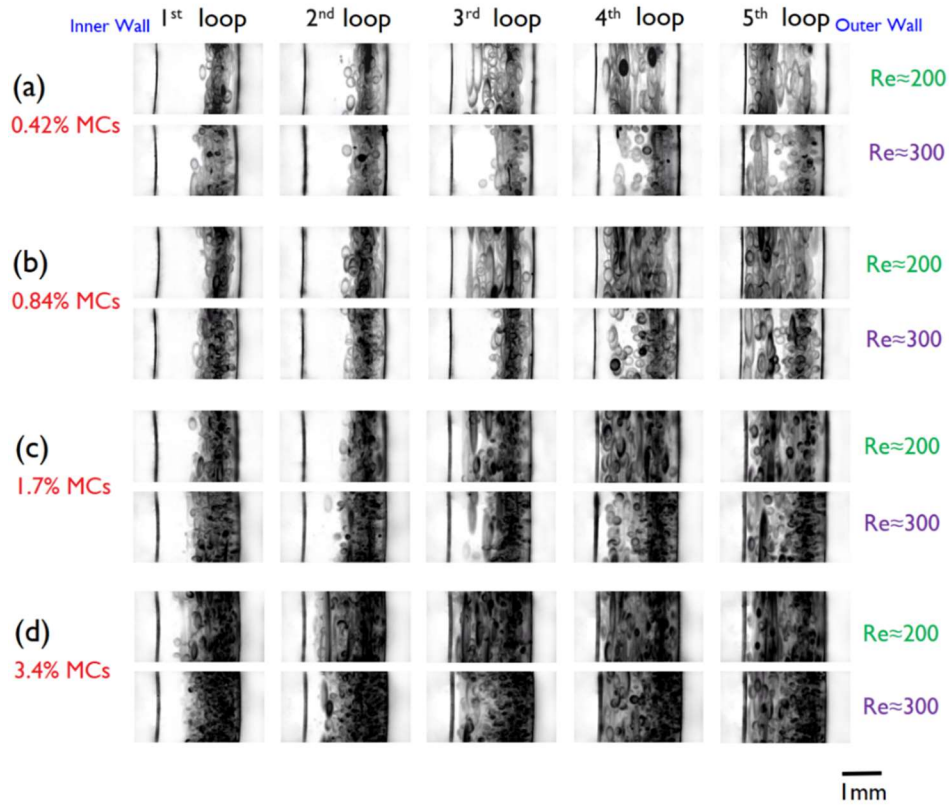 Inner Wall 1st loop 2nd loop 3rd loop 4th loop 5th loop Outer Wall
(a) Re≈200
0.42% MCs
Re≈300
(b) Re≈200
0.84% MCs
Re≈300
(c) Re≈200
1.7% MCs
Re≈300
(d) Re≈200
3.4% MCs
Re≈300
1mm